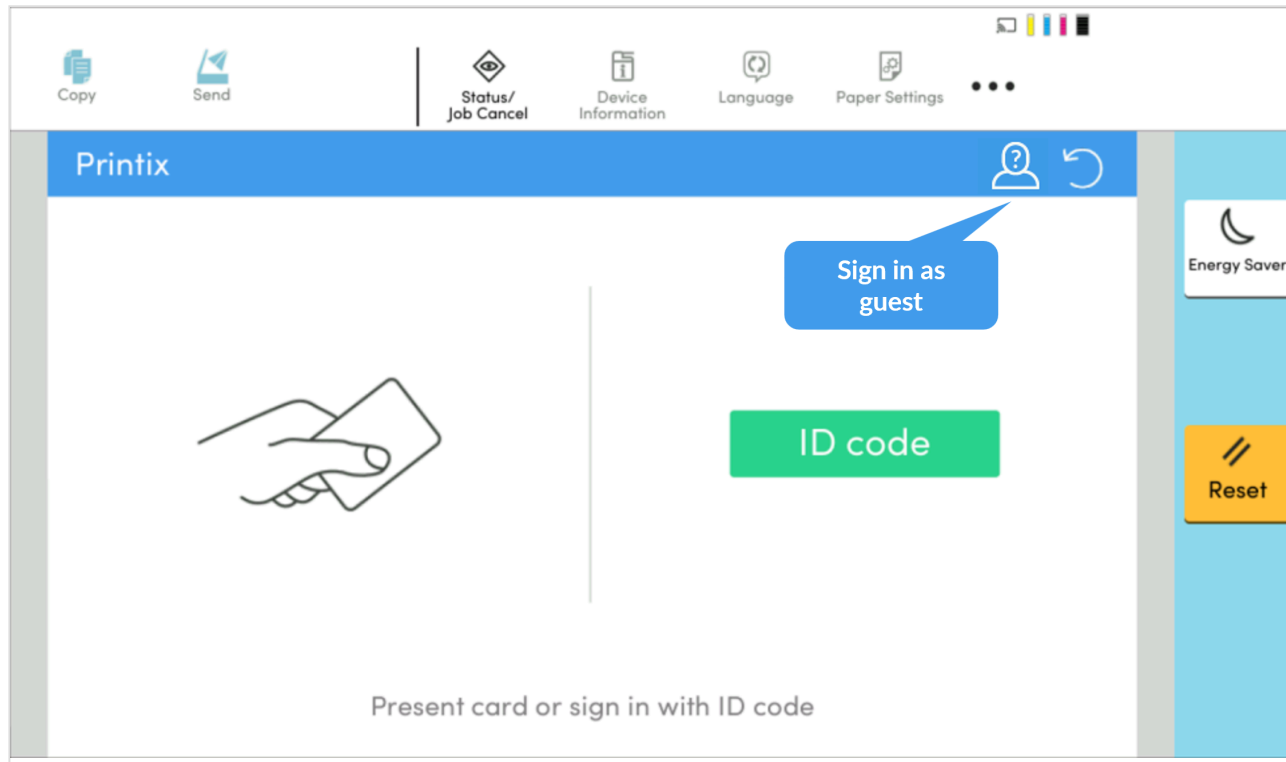 Copy
Send
Status/
Job Cancel
Device
Information
Language
Paper Settings
Printix
?
Sign in as
guest
Energy Saver
ID code
Reset
Present card or sign in with ID code